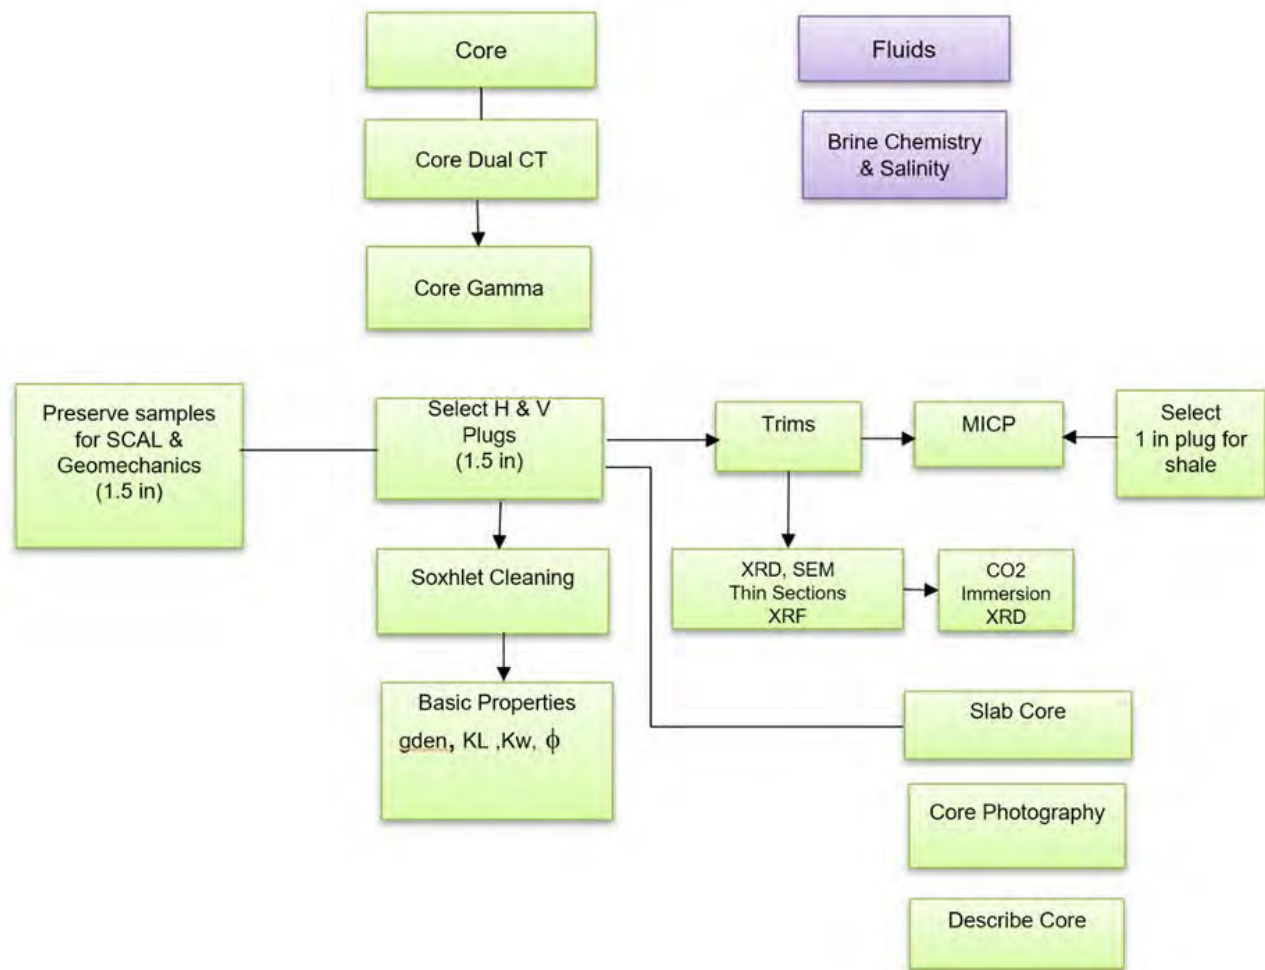 Core
Fluids
Core Dual CT
Brine Chemistry
& Salinity
Core Gamma
Preserve samples
for SCAL &
Geomechanics
(1.5 in)
Select H & V
Plugs
(1.5 in)
Trims
MICP
Select
1 in plug for
shale
Soxhlet Cleaning
XRD, SEM
Thin Sections
XRF
CO2
Immersion
XRD
Basic Properties
gden, KL ,Kw, ϕ
Slab Core
Core Photography
Describe Core